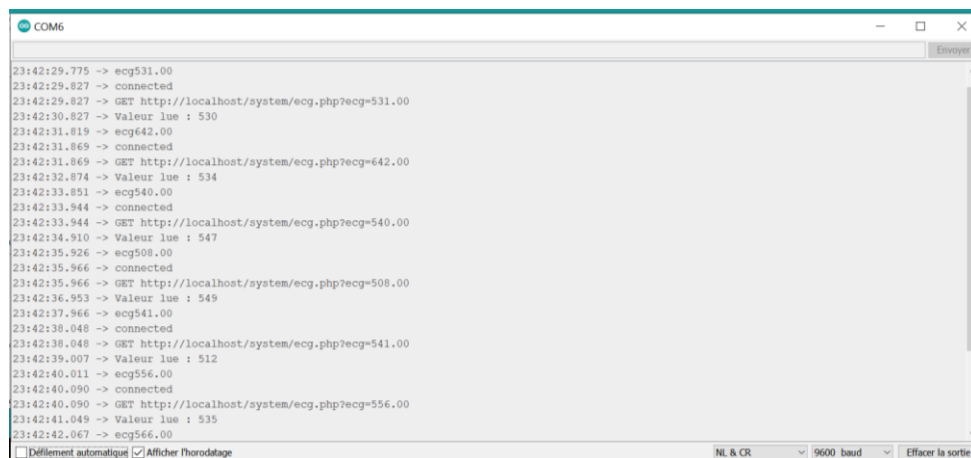 COM6
Envoyer
23:42:29.775 -> ecg531.00
23:42:29.827 -> connected
23:42:29.827 -> GET http://localhost/system/ecg.php?ecg=531.00
23:42:30.827 -> Valeur lue : 530
23:42:31.819 -> ecg642.00
23:42:31.869 -> connected
23:42:31.869 -> GET http://localhost/system/ecg.php?ecg=642.00
23:42:32.874 -> Valeur lue : 534
23:42:33.851 -> ecg540.00
23:42:33.944 -> connected
23:42:33.944 -> GET http://localhost/system/ecg.php?ecg=540.00
23:42:34.910 -> Valeur lue : 547
23:42:35.926 -> ecg508.00
23:42:35.966 -> connected
23:42:35.966 -> GET http://localhost/system/ecg.php?ecg=508.00
23:42:36.953 -> Valeur lue : 549
23:42:37.966 -> ecg541.00
23:42:38.048 -> connected
23:42:38.048 -> GET http://localhost/system/ecg.php?ecg=541.00
23:42:39.007 -> Valeur lue : 512
23:42:40.011 -> ecg556.00
23:42:40.090 -> connected
23:42:40.090 -> GET http://localhost/system/ecg.php?ecg=556.00
23:42:41.049 -> Valeur lue : 535
23:42:42.067 -> ecg566.00
Défilement automatique Afficher l'horodatage NL & CR 9600 baud Effacer la sortie